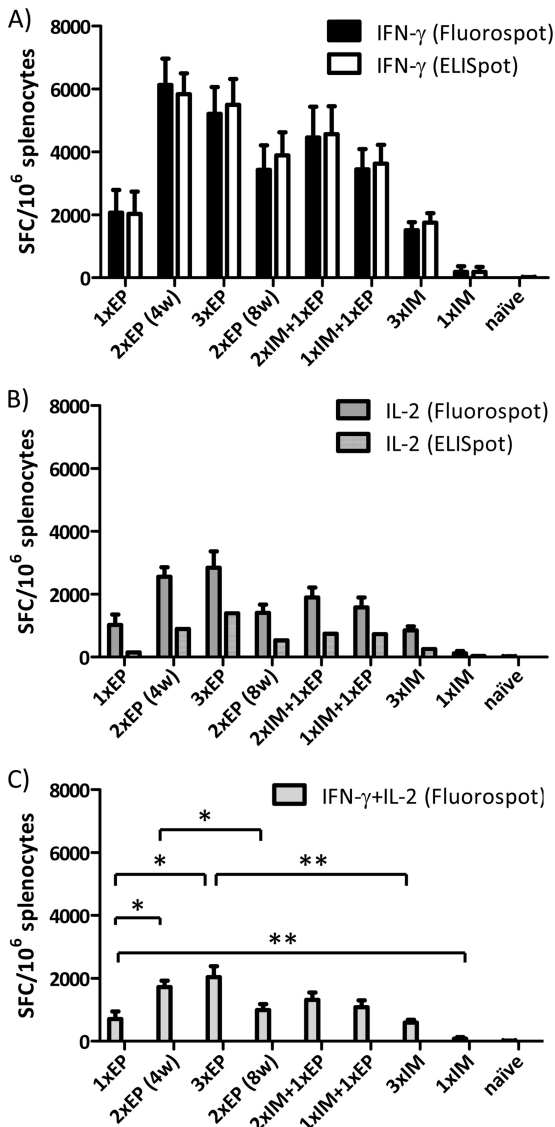 A)
IFN-γ (Fluorospot)
IFN-γ (ELISpot)
SFC/10⁶ splenocytes
8000
6000
4000
2000
0
1xEP
2xEP (4w)
3xEP
2xEP (8w)
2xIM+1xEP
1xIM+1xEP
3xIM
1xIM
naïve
B)
IL-2 (Fluorospot)
IL-2 (ELISpot)
SFC/10⁶ splenocytes
8000
6000
4000
2000
0
1xEP
2xEP (4w)
3xEP
2xEP (8w)
2xIM+1xEP
1xIM+1xEP
3xIM
1xIM
naïve
C)
IFN-γ+IL-2 (Fluorospot)
SFC/10⁶ splenocytes
8000
6000
4000
2000
0
*
*
**
*
**
1xEP
2xEP (4w)
3xEP
2xEP (8w)
2xIM+1xEP
1xIM+1xEP
3xIM
1xIM
naïve